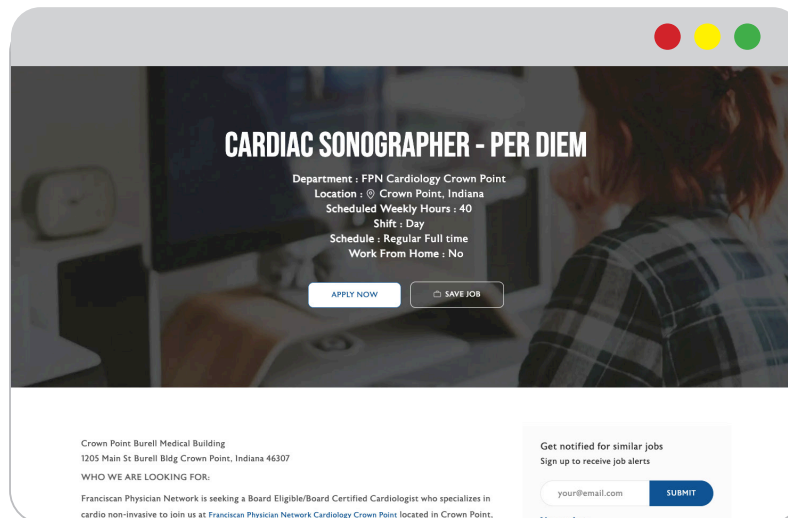 CARDIAC SONOGRAPHER - PER DIEM
Department : FPN Cardiology Crown Point
Location : Crown Point, Indiana
Scheduled Weekly Hours : 40
Shift : Day
Schedule : Regular Full time
Work From Home : No
APPLY NOW
SAVE JOB
Crown Point Burell Medical Building
1205 Main St Burell Bldg Crown Point, Indiana 46307
WHO WE ARE LOOKING FOR:
Franciscan Physician Network is seeking a Board Eligible/Board Certified Cardiologist who specializes in
cardio non-invasive to join us at Franciscan Physician Network Cardiology Crown Point located in Crown Point,
Get notified for similar jobs
Sign up to receive job alerts
your@email.com
SUBMIT